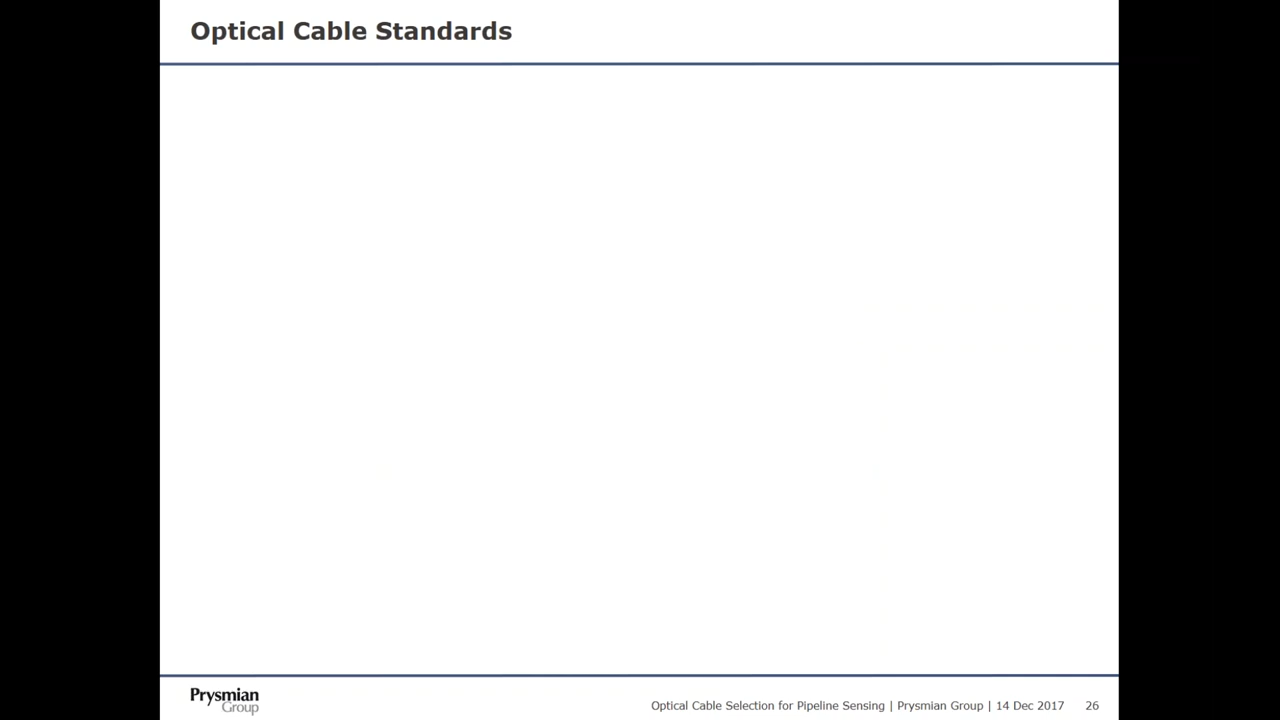 Optical Cable Standards
Prysmian
Group
Optical Cable Selection for Pipeline Sensing | Prysmian Group | 14 Dec 2017 26